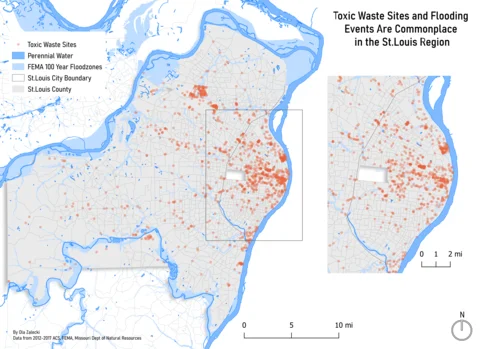 Toxic Waste Sites and Flooding
Events Are Commonplace
in the St.Louis Region
Toxic Waste Sites
Perennial Water
FEMA 100 Year Floodzones
St.Louis City Boundary
St.Louis County
0 1 2 mi
N
0 5 10 mi
By Ola Zalecki
Data from 2012-2017 ACS, FEMA, Missouri Dept of Natural Resources